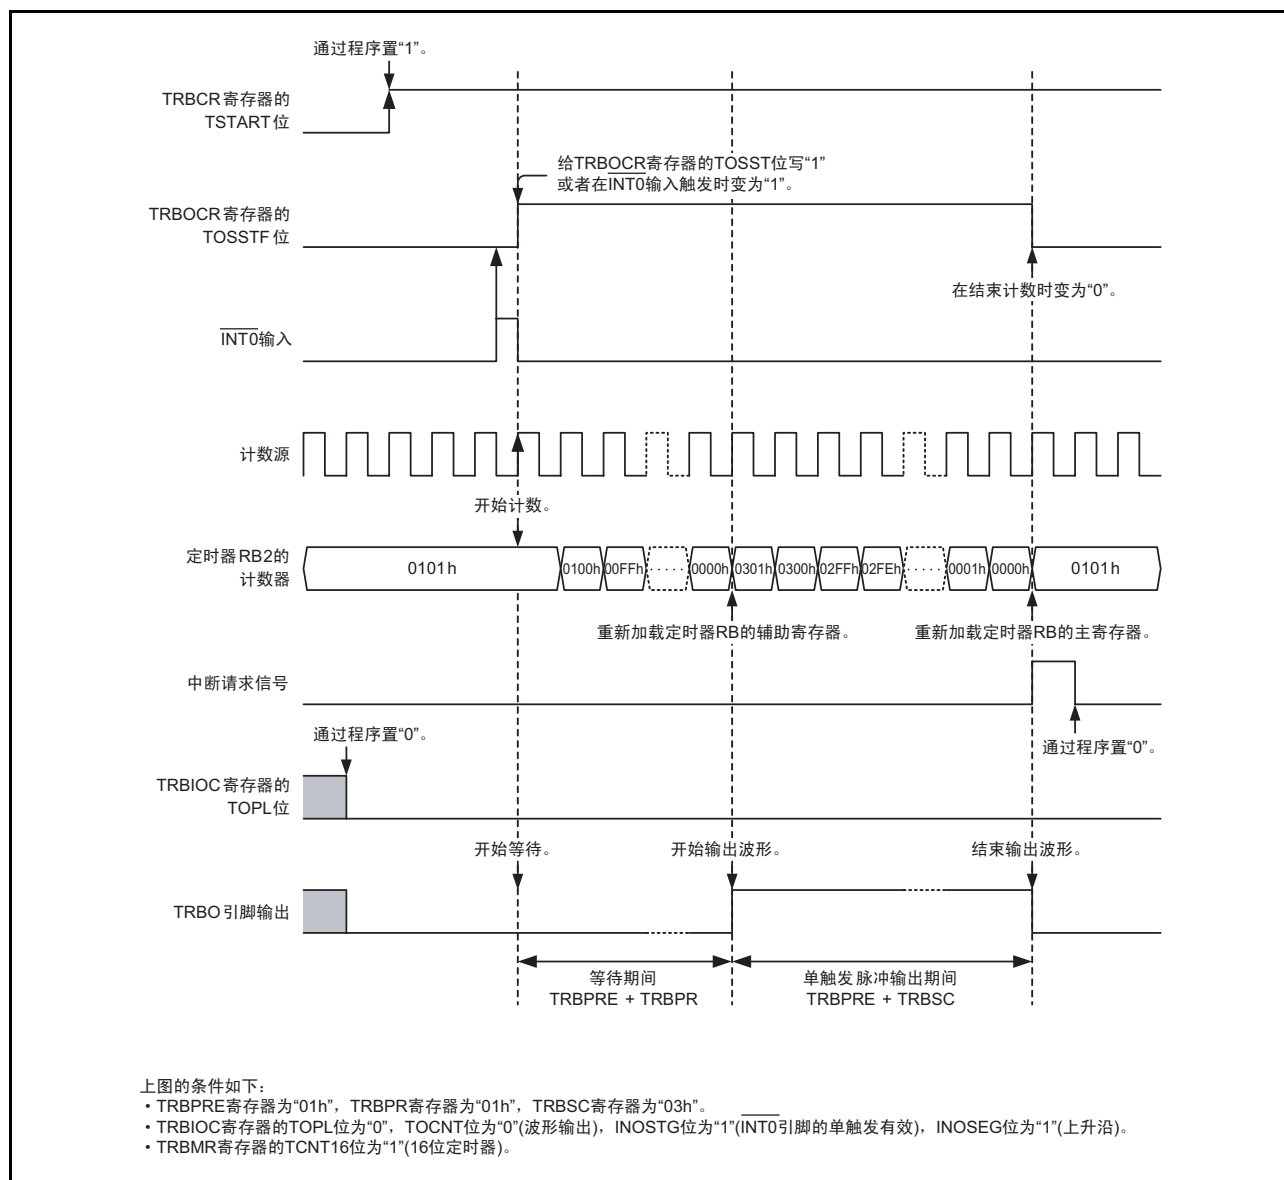 通过程序置“1”。
TRBCR寄存器的
TSTART位
给TRBOCR寄存器的TOSST位写“1”
或者在INT0输入触发时变为“1”。
TRBOCR寄存器的
TOSSTF位
在结束计数时变为“0”。
INT0输入
计数源
开始计数。
定时器RB2的
计数器
0101h
0100h
00FFh
·····
0000h
0301h
0300h
02FFh
02FEh
·····
0001h
0000h
0101h
重新加载定时器RB的辅助寄存器。
重新加载定时器RB的主寄存器。
中断请求信号
通过程序置“0”。
通过程序置“0”。
TRBIOC寄存器的
TOPL位
开始等待。
开始输出波形。
结束输出波形。
TRBO引脚输出
等待期间
TRBPRE + TRBPR
单触发脉冲输出期间
TRBPRE + TRBSC
上图的条件如下：
・TRBPRE寄存器为“01h”，TRBPR寄存器为“01h”，TRBSC寄存器为“03h”。
・TRBIOC寄存器的TOPL位为“0”，TOCNT位为“0”(波形输出)，INOSTG位为“1”(INT0引脚的单触发有效)，INOSEG位为“1”(上升沿)。
・TRBMR寄存器的TCNT16位为“1”(16位定时器)。